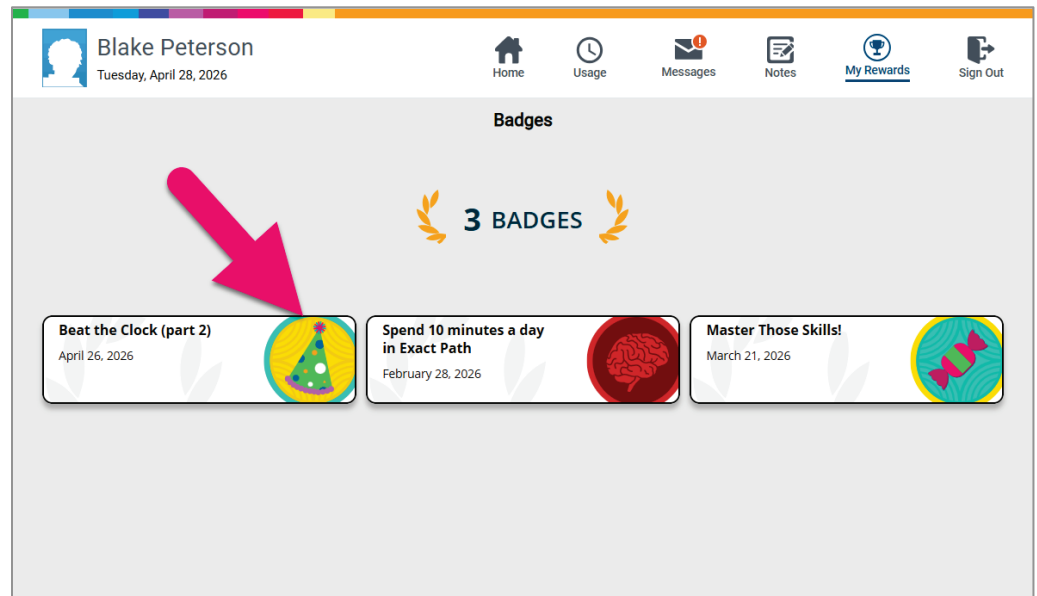 Blake Peterson
Tuesday, April 28, 2026
Home
Usage
!
Messages
Notes
My Rewards
Sign Out
Badges
3 BADGES
Beat the Clock (part 2)
April 26, 2026
Spend 10 minutes a day
in Exact Path
February 28, 2026
Master Those Skills!
March 21, 2026